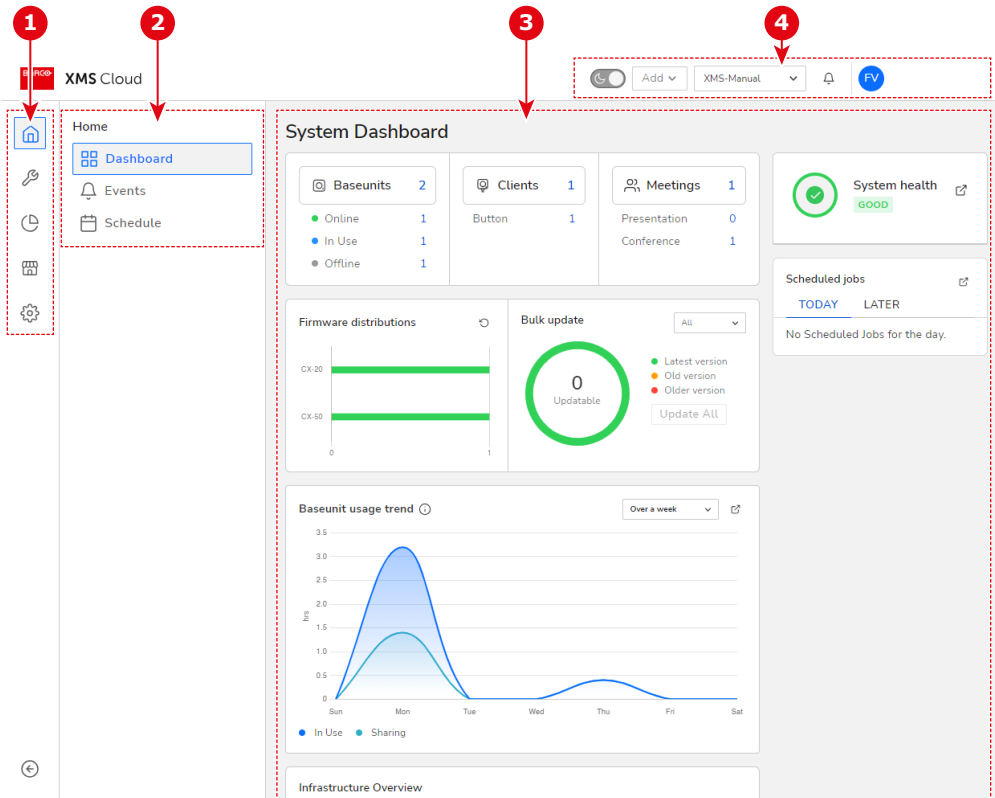 1 2 3 4
XMS Cloud
Add
XMS-Manual
FV
Home
Dashboard
Events
Schedule
System Dashboard
Baseunits 2
Online 1
In Use 1
Offline 1
Clients 1
Button 1
Meetings 1
Presentation 0
Conference 1
System health
GOOD
Scheduled jobs
TODAY LATER
No Scheduled Jobs for the day.
Firmware distributions
CX-20
CX-50
0 1
Bulk update
All
0
Updatable
Latest version
Old version
Older version
Update All
Baseunit usage trend
Over a week
3.5
3.0
2.5
2.0
1.5
1.0
0.5
0
hrs
Sun Mon Tue Wed Thu Fri Sat
In Use Sharing
Infrastructure Overview